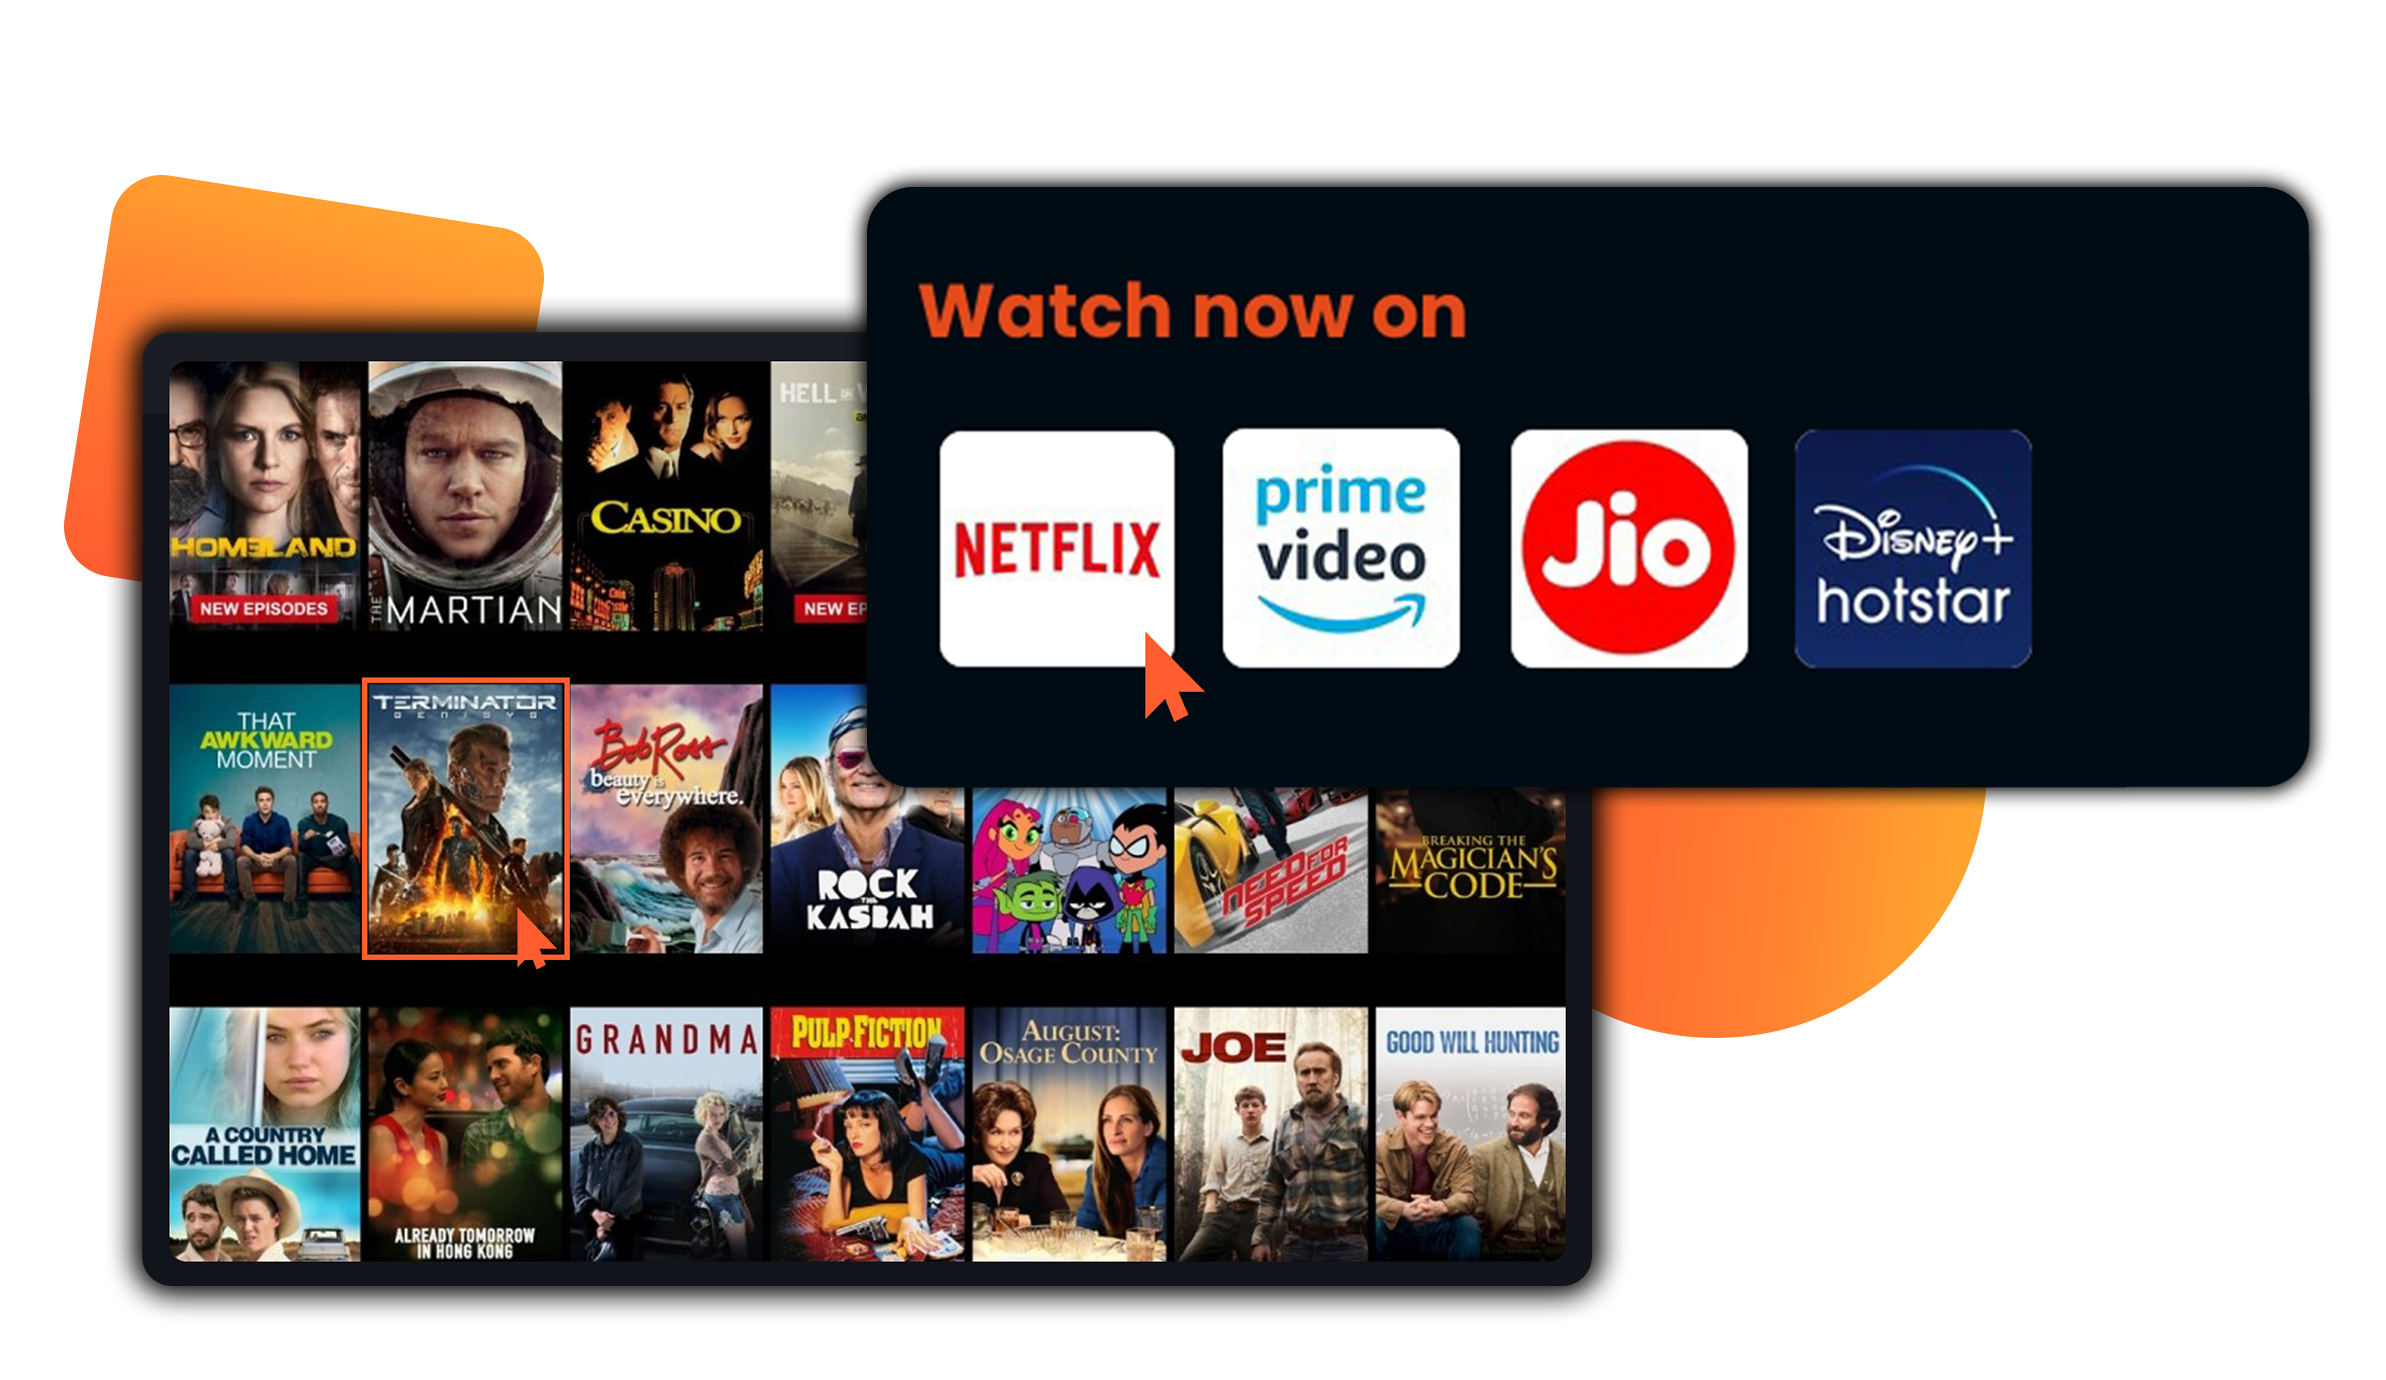 Watch now on
NETFLIX
prime
video
Jio
Disney+
hotstar
HOMELAND
NEW EPISODES
THE MARTIAN
CASINO
HELL ON
NEW EP
THAT
AWKWARD
MOMENT
TERMINATOR
GENISYS
Bob Ross
beauty is
everywhere.
ROCK
THE
KASBAH
NEED FOR
SPEED
BREAKING THE
MAGICIAN'S
CODE
A COUNTRY
CALLED HOME
ALREADY TOMORROW
IN HONG KONG
GRANDMA
PULP FICTION
AUGUST:
OSAGE COUNTY
JOE
GOOD WILL HUNTING